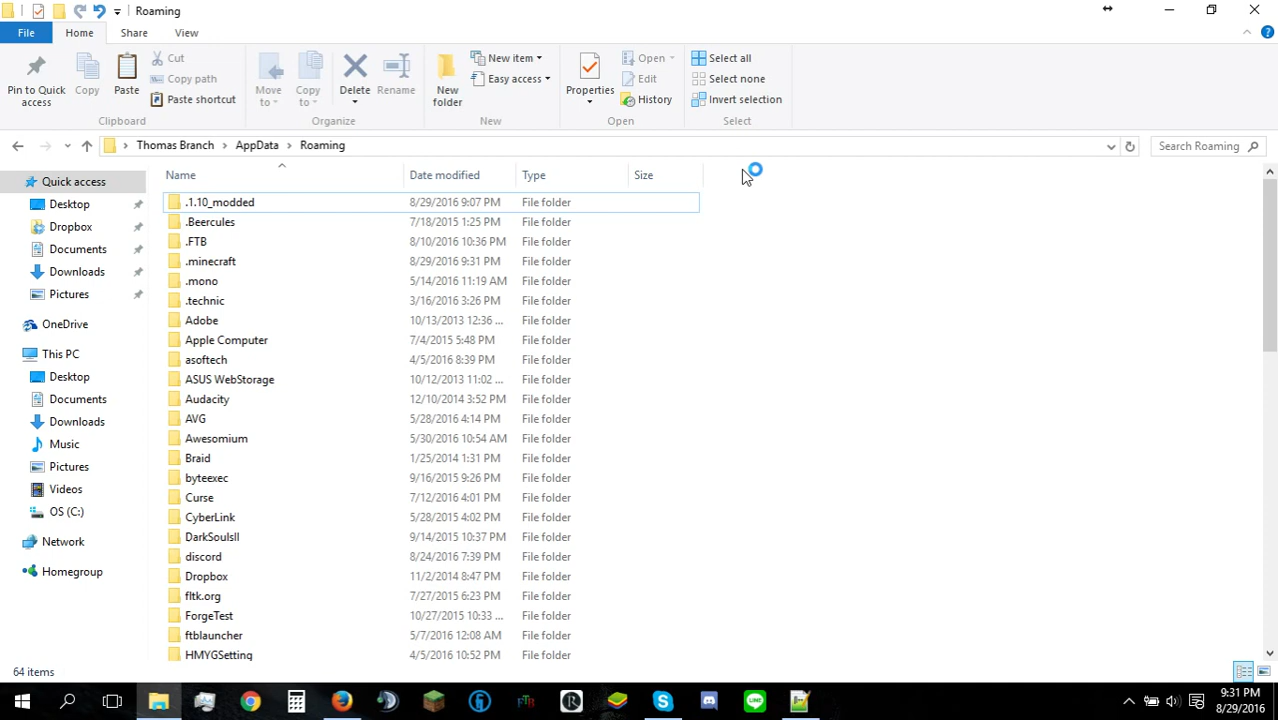 Roaming
File Home Share View
Pin to Quick access
Copy
Paste
Cut
Copy path
Paste shortcut
Clipboard
Move to
Copy to
Delete
Rename
Organize
New folder
New item
Easy access
New
Properties
Open
Edit
History
Open
Select all
Select none
Invert selection
Select
Thomas Branch AppData Roaming
Search Roaming
Quick access
Desktop
Dropbox
Documents
Downloads
Pictures
OneDrive
This PC
Desktop
Documents
Downloads
Music
Pictures
Videos
OS (C:)
Network
Homegroup
Name Date modified Type Size
.1.10_modded 8/29/2016 9:07 PM File folder
.Beercules 7/18/2015 1:25 PM File folder
.FTB 8/10/2016 10:36 PM File folder
.minecraft 8/29/2016 9:31 PM File folder
.mono 5/14/2016 11:19 AM File folder
.technic 3/16/2016 3:26 PM File folder
Adobe 10/13/2013 12:36 ... File folder
Apple Computer 7/4/2015 5:48 PM File folder
asoftech 4/5/2016 8:39 PM File folder
ASUS WebStorage 10/12/2013 11:02 ... File folder
Audacity 12/10/2014 3:52 PM File folder
AVG 5/28/2016 4:14 PM File folder
Awesomium 5/30/2016 10:54 AM File folder
Braid 1/25/2014 1:31 PM File folder
byteexec 9/16/2015 9:26 PM File folder
Curse 7/12/2016 4:01 PM File folder
CyberLink 5/28/2015 4:02 PM File folder
DarkSoulsII 9/14/2015 10:37 PM File folder
discord 8/24/2016 7:39 PM File folder
Dropbox 11/2/2014 8:47 PM File folder
fltk.org 7/27/2015 6:23 PM File folder
ForgeTest 10/27/2015 10:33 ... File folder
ftblauncher 5/7/2016 12:08 AM File folder
HMYGSetting 4/5/2016 10:52 PM File folder
64 items
LINE
9:31 PM
8/29/2016